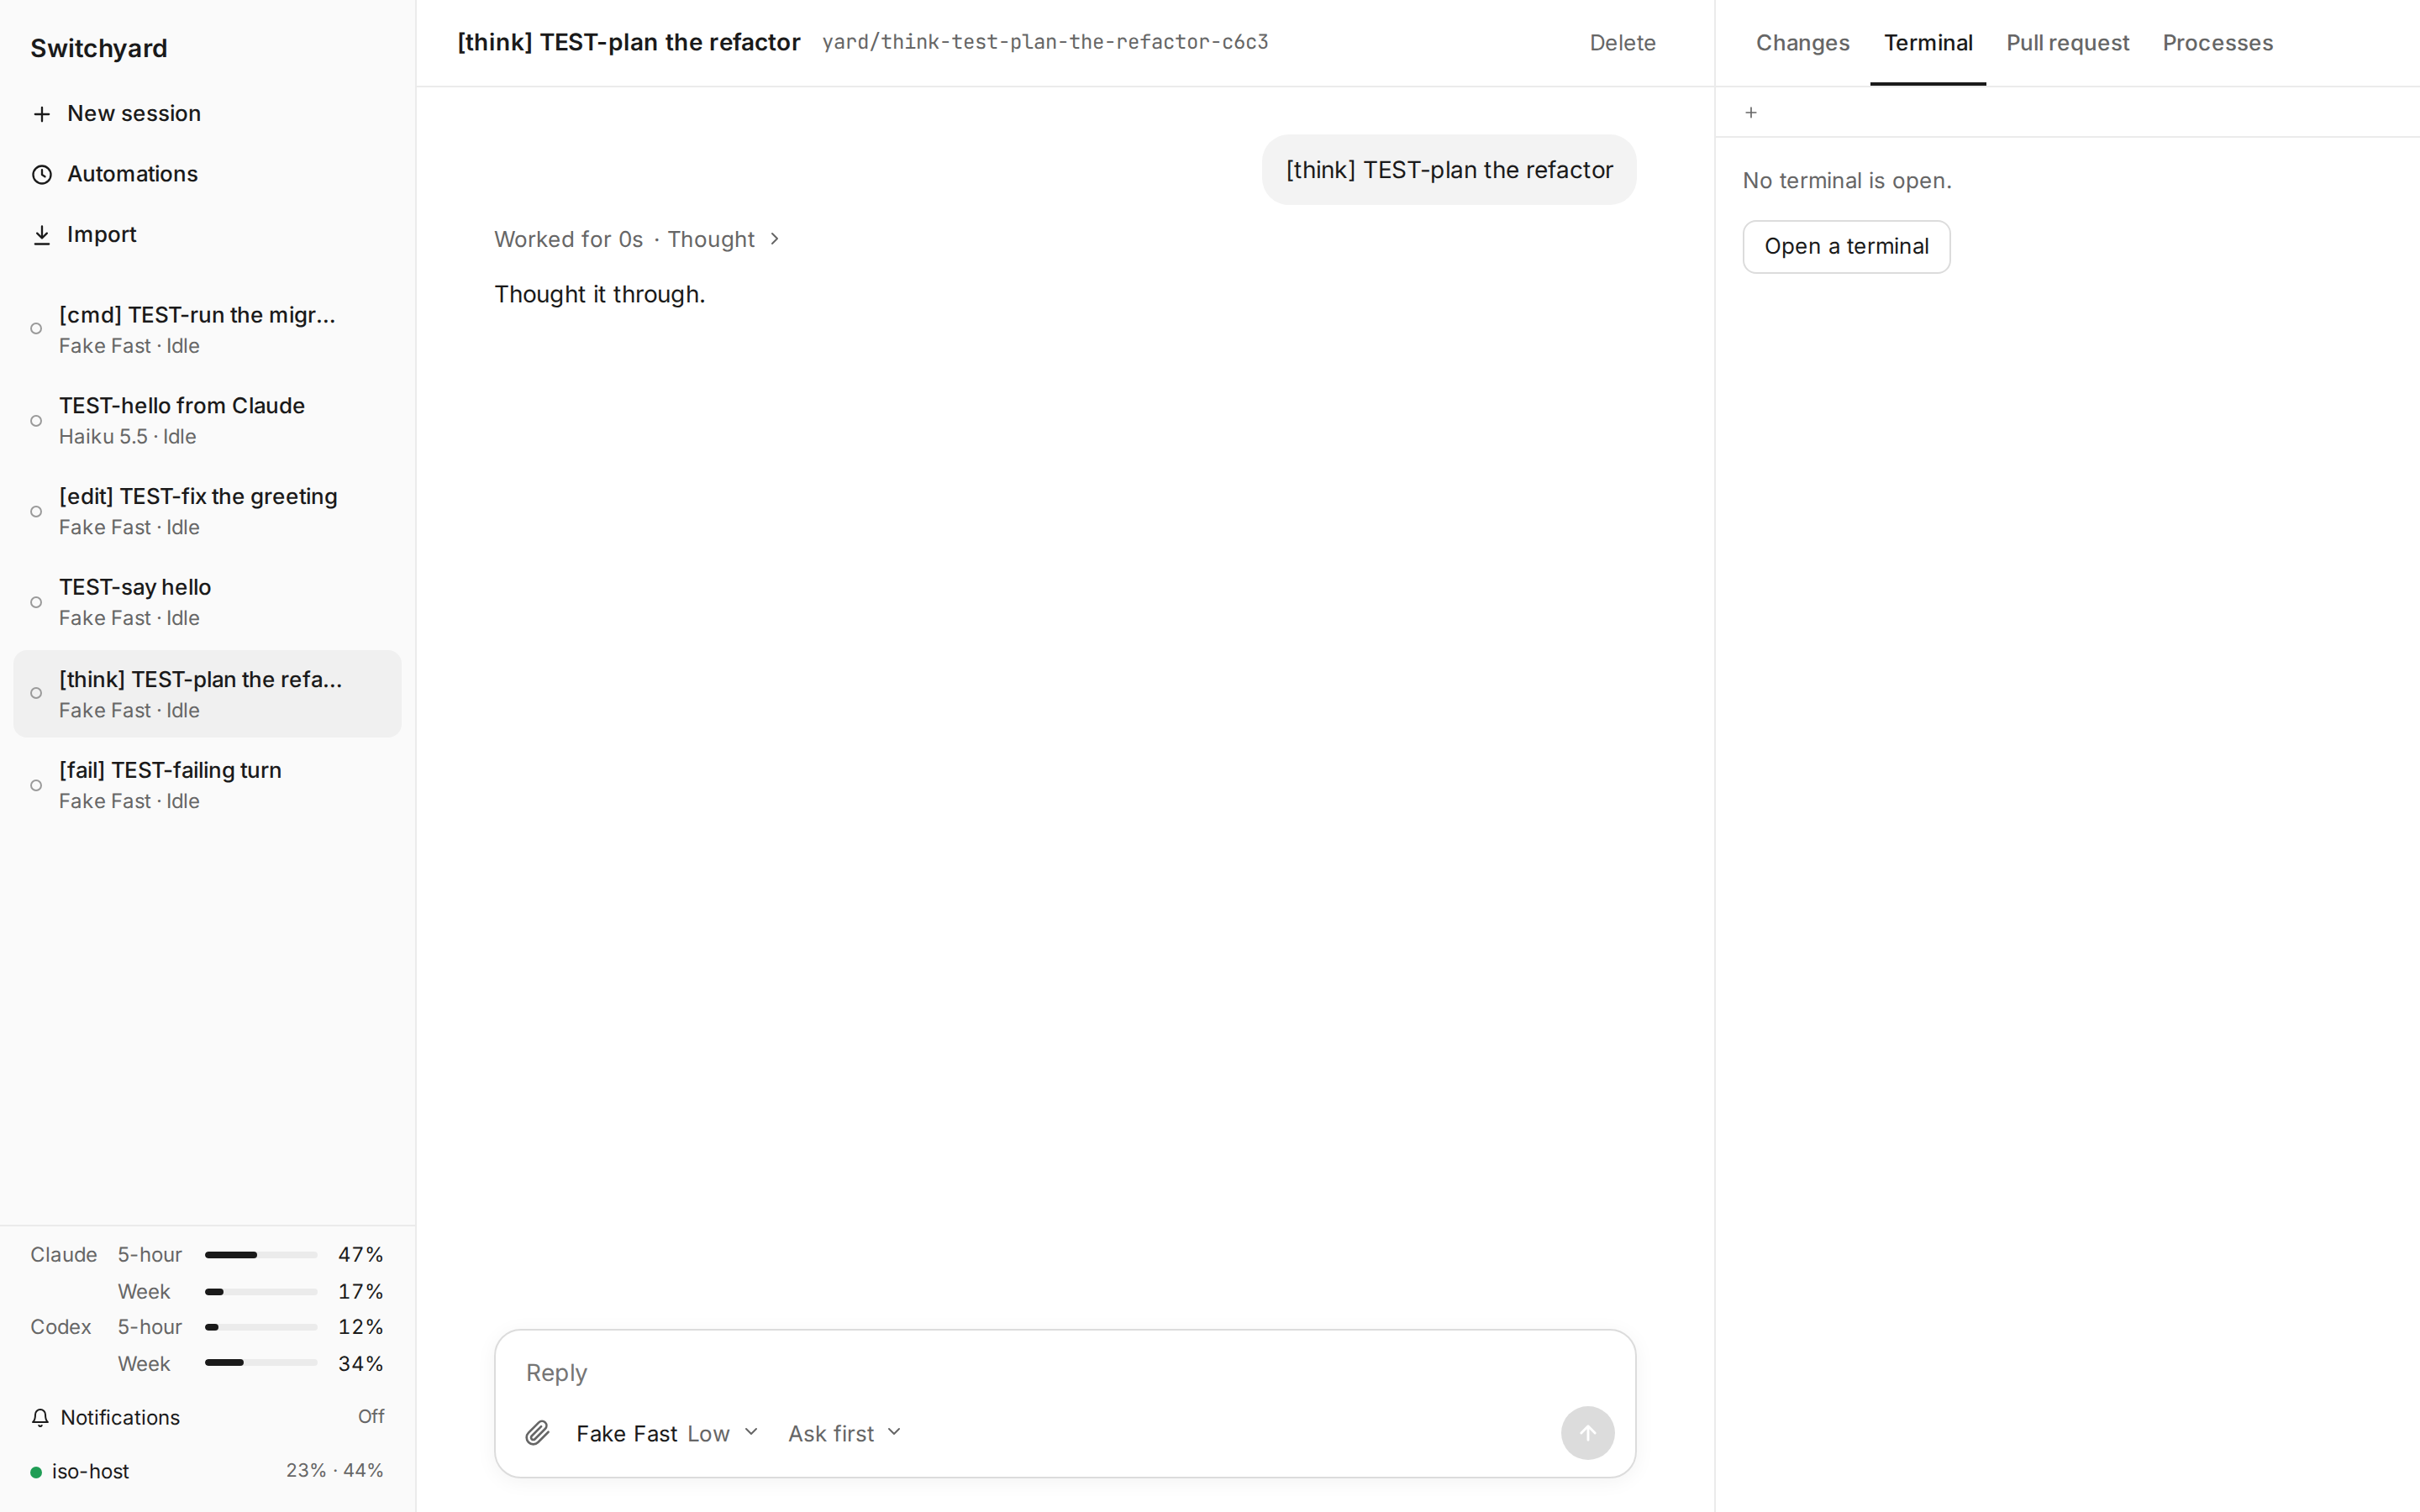 Switchyard
New session
Automations
Import
[cmd] TEST-run the migr...
Fake Fast · Idle
TEST-hello from Claude
Haiku 5.5 · Idle
[edit] TEST-fix the greeting
Fake Fast · Idle
TEST-say hello
Fake Fast · Idle
[think] TEST-plan the refa...
Fake Fast · Idle
[fail] TEST-failing turn
Fake Fast · Idle
Claude 5-hour 47%
Week 17%
Codex 5-hour 12%
Week 34%
Notifications Off
iso-host 23% · 44%
[think] TEST-plan the refactor yard/think-test-plan-the-refactor-c6c3 Delete
[think] TEST-plan the refactor
Worked for 0s · Thought
Thought it through.
Reply
Fake Fast Low Ask first
Changes Terminal Pull request Processes
+
No terminal is open.
Open a terminal